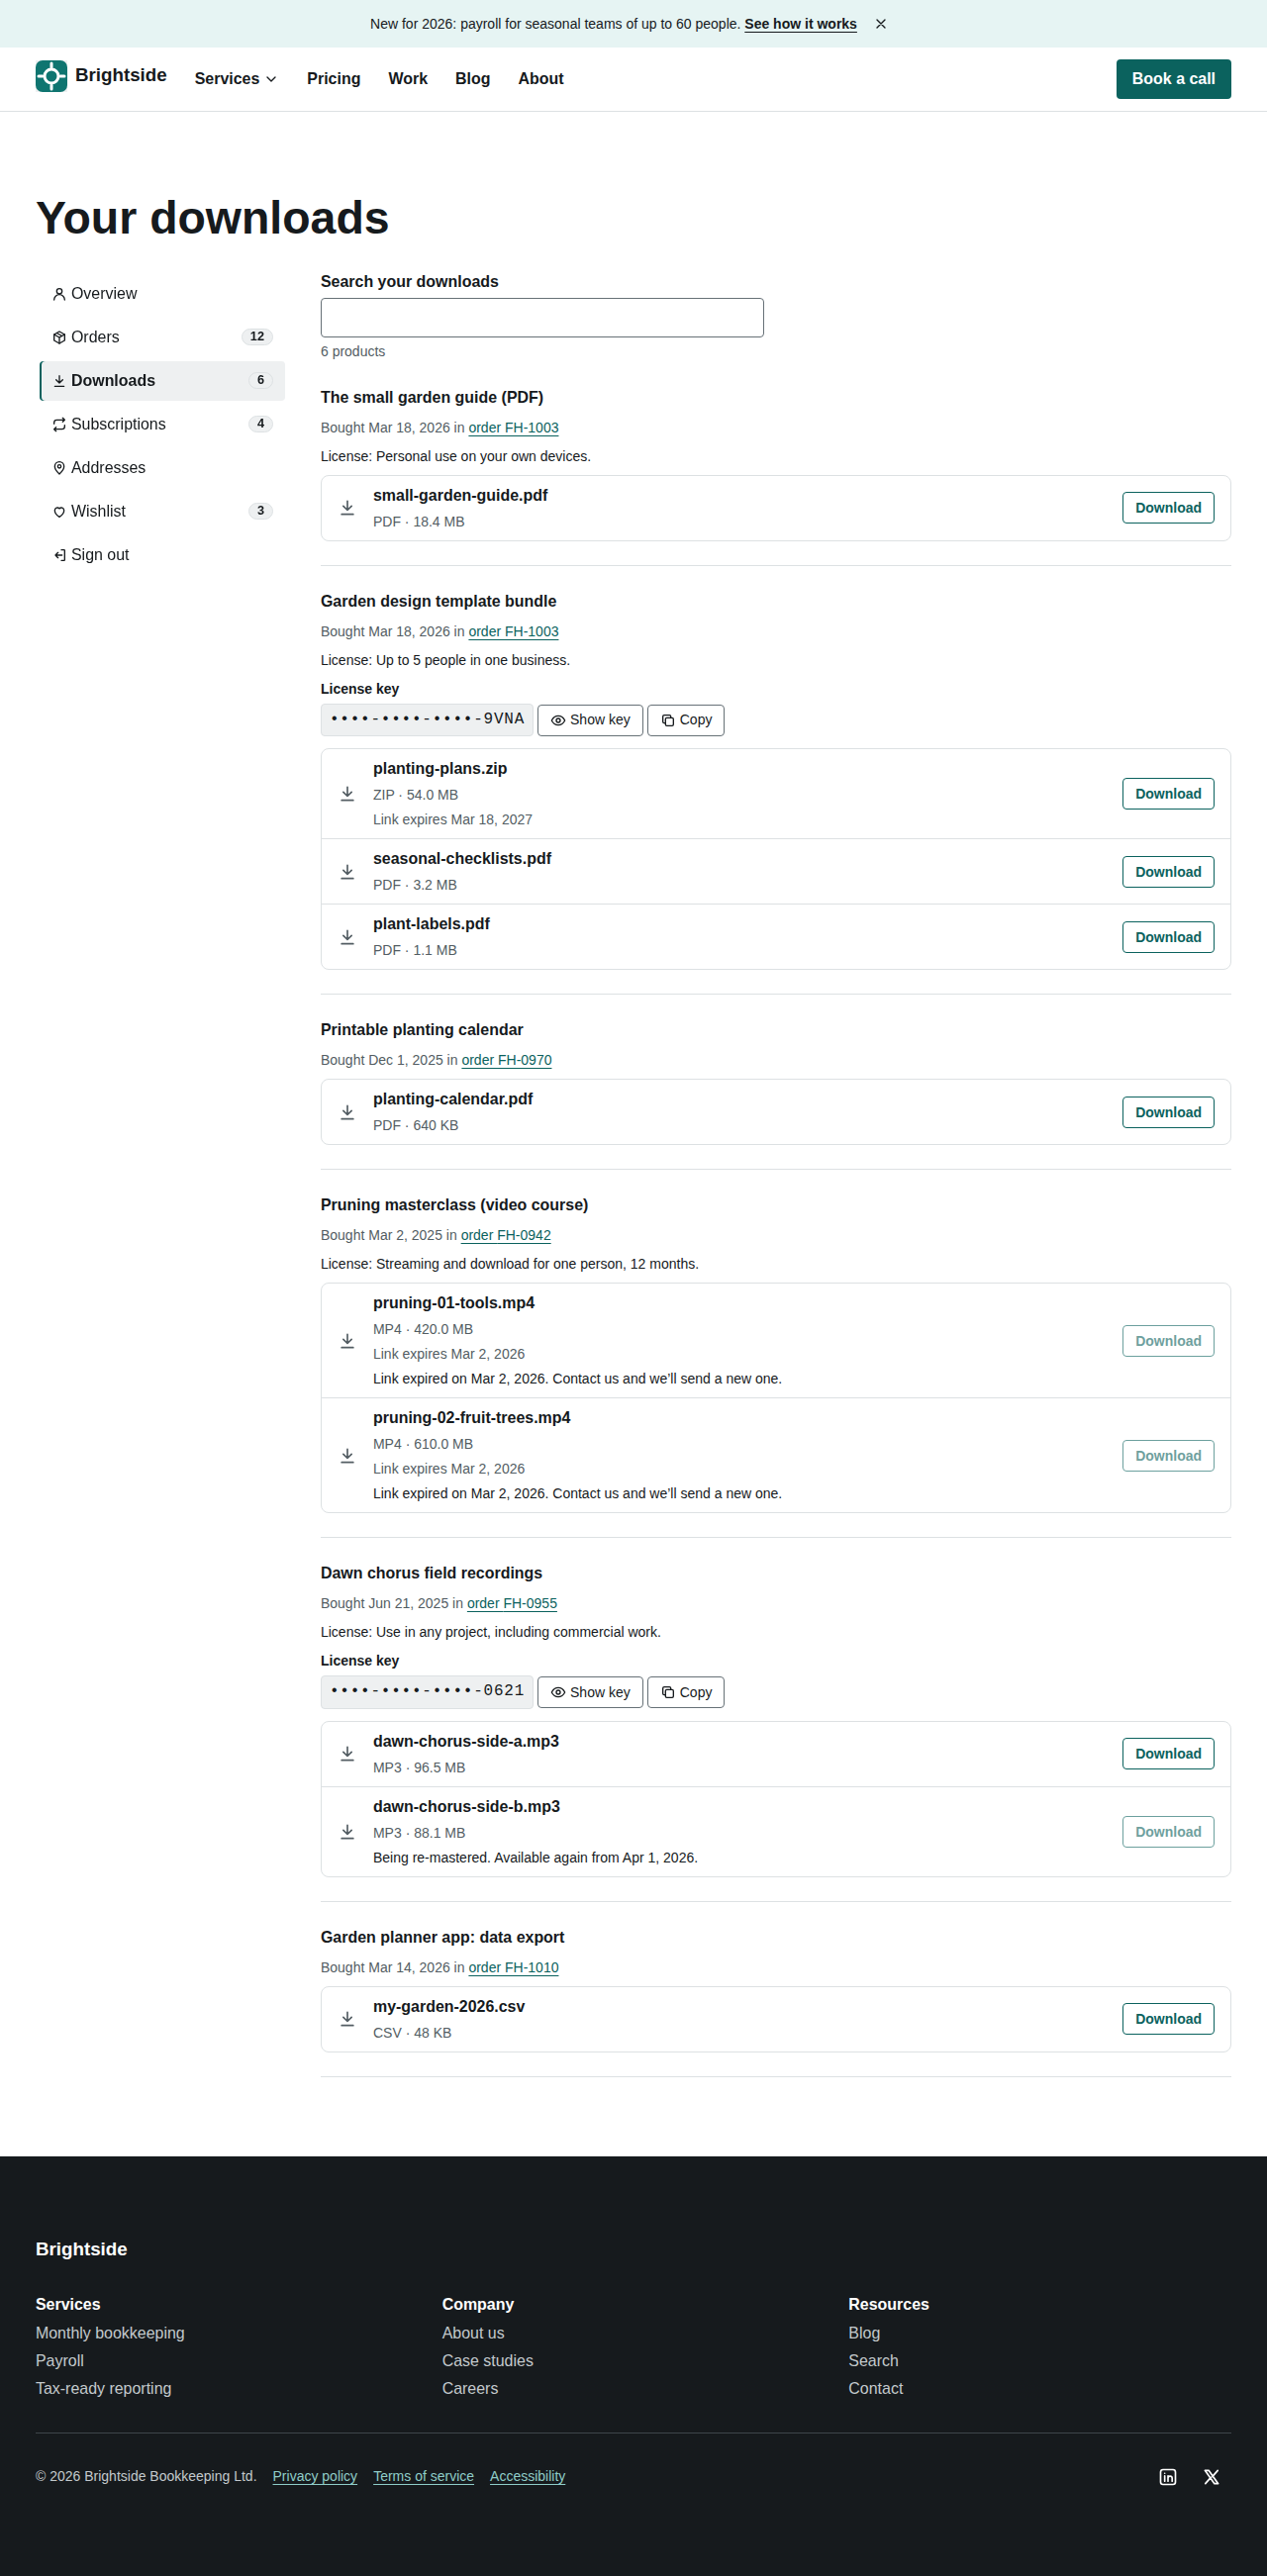 New for 2026: payroll for seasonal teams of up to 60 people. See how it works
Brightside
Services
Pricing
Work
Blog
About
Book a call
Your downloads
Overview
Orders
12
Downloads
6
Subscriptions
4
Addresses
Wishlist
3
Sign out
Search your downloads
6 products
The small garden guide (PDF)
Bought Mar 18, 2026 in order FH-1003
License: Personal use on your own devices.
small-garden-guide.pdf
PDF · 18.4 MB
Download
Garden design template bundle
Bought Mar 18, 2026 in order FH-1003
License: Up to 5 people in one business.
License key
••••-••••-••••-9VNA
Show key
Copy
planting-plans.zip
ZIP · 54.0 MB
Link expires Mar 18, 2027
Download
seasonal-checklists.pdf
PDF · 3.2 MB
Download
plant-labels.pdf
PDF · 1.1 MB
Download
Printable planting calendar
Bought Dec 1, 2025 in order FH-0970
planting-calendar.pdf
PDF · 640 KB
Download
Pruning masterclass (video course)
Bought Mar 2, 2025 in order FH-0942
License: Streaming and download for one person, 12 months.
pruning-01-tools.mp4
MP4 · 420.0 MB
Link expires Mar 2, 2026
Link expired on Mar 2, 2026. Contact us and we’ll send a new one.
Download
pruning-02-fruit-trees.mp4
MP4 · 610.0 MB
Link expires Mar 2, 2026
Link expired on Mar 2, 2026. Contact us and we’ll send a new one.
Download
Dawn chorus field recordings
Bought Jun 21, 2025 in order FH-0955
License: Use in any project, including commercial work.
License key
••••-••••-••••-0621
Show key
Copy
dawn-chorus-side-a.mp3
MP3 · 96.5 MB
Download
dawn-chorus-side-b.mp3
MP3 · 88.1 MB
Being re-mastered. Available again from Apr 1, 2026.
Download
Garden planner app: data export
Bought Mar 14, 2026 in order FH-1010
my-garden-2026.csv
CSV · 48 KB
Download
Brightside
Services
Monthly bookkeeping
Payroll
Tax-ready reporting
Company
About us
Case studies
Careers
Resources
Blog
Search
Contact
© 2026 Brightside Bookkeeping Ltd.
Privacy policy
Terms of service
Accessibility